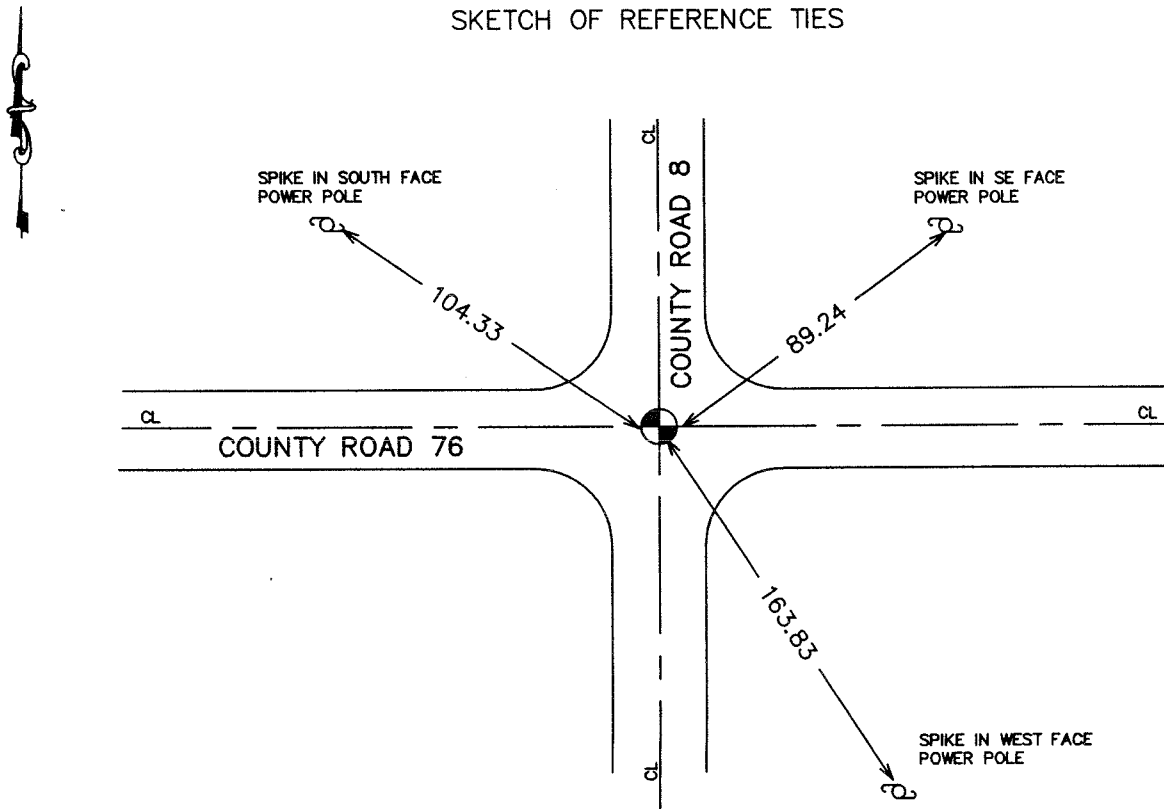 SKETCH OF REFERENCE TIES
SPIKE IN SOUTH FACE
POWER POLE
CL
COUNTY ROAD 8
SPIKE IN SE FACE
POWER POLE
104.33
89.24
CL
COUNTY ROAD 76
CL
163.83
SPIKE IN WEST FACE
POWER POLE
CL